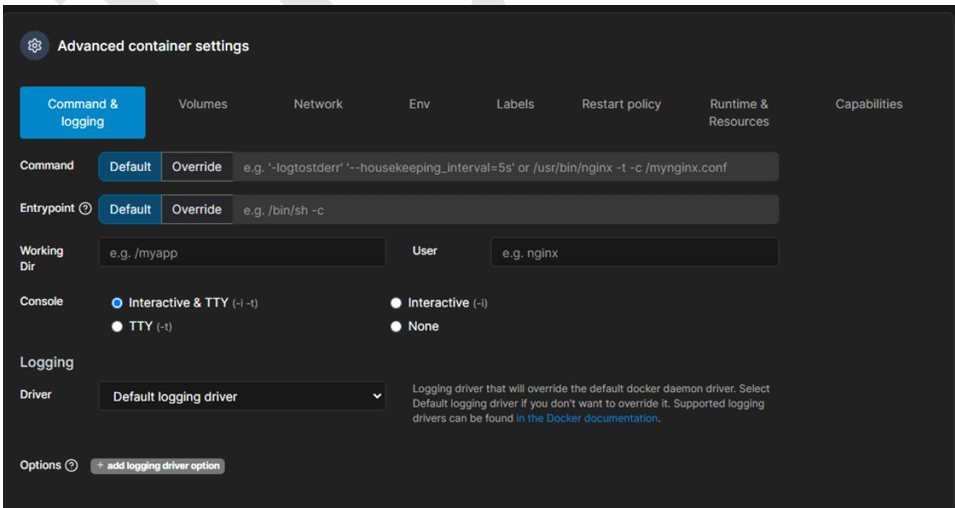 Advanced container settings
Command & logging Volumes Network Env Labels Restart policy Runtime & Resources Capabilities
Command Default Override e.g. '-logtostderr' '--housekeeping_interval=5s' or /usr/bin/nginx -t -c /mynginx.conf
Entrypoint Default Override e.g. /bin/sh -c
Working Dir e.g. /myapp User e.g. nginx
Console Interactive & TTY (-i -t) Interactive (-i)
TTY (-t) None
Logging
Driver Default logging driver
Logging driver that will override the default docker daemon driver. Select
Default logging driver if you don't want to override it. Supported logging
drivers can be found in the Docker documentation.
Options + add logging driver option